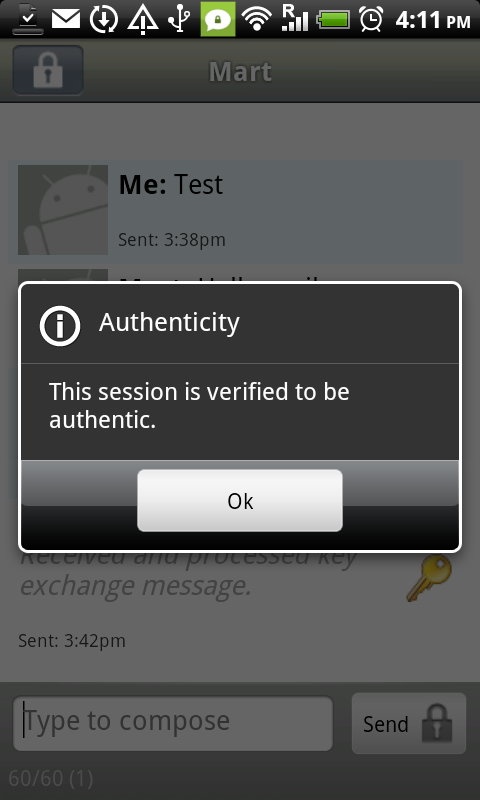 R
4:11 PM
Mart
Me: Test
Sent: 3:38pm
Authenticity
This session is verified to be
authentic.
Ok
Received and processed key
exchange message.
Sent: 3:42pm
Type to compose
Send
60/60 (1)